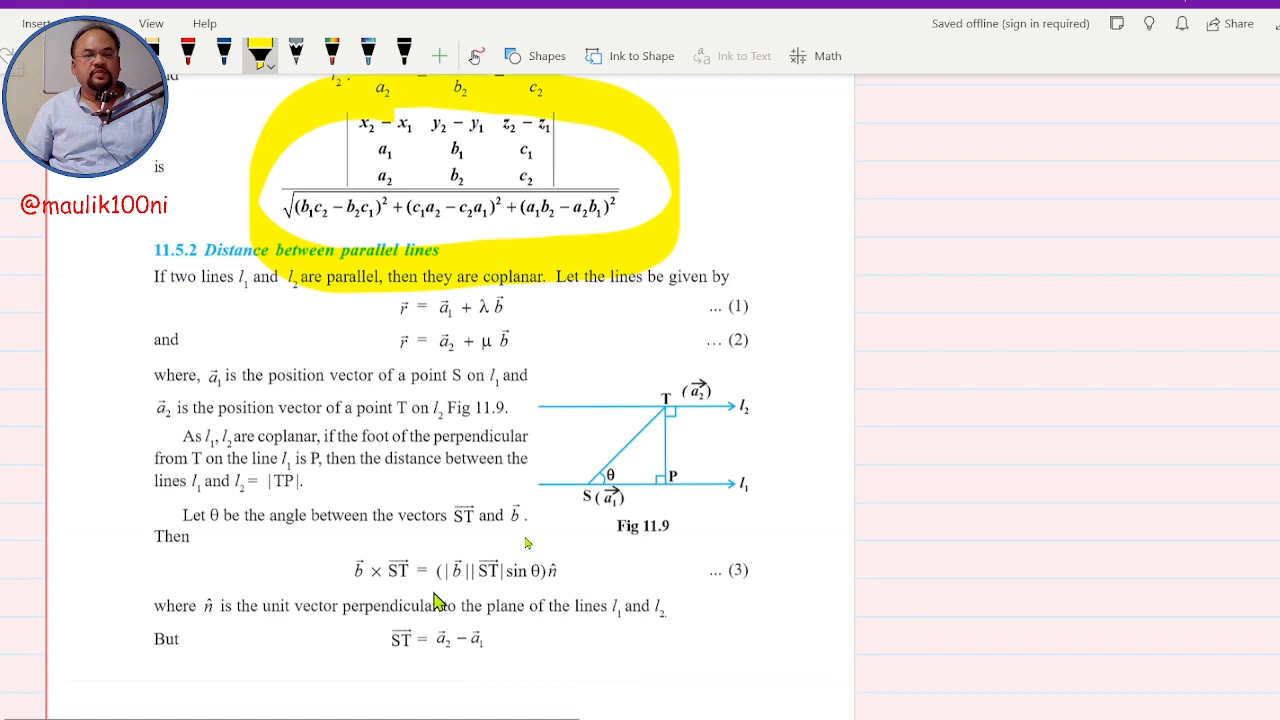 Insert View Help Saved offline (sign in required) Share
Shapes Ink to Shape Ink to Text Math
l₂ :
a₂ b₂ c₂
x₂ − x₁ y₂ − y₁ z₂ − z₁
a₁ b₁ c₁
is
a₂ b₂ c₂
@maulik100ni
√(b₁c₂ − b₂c₁)² + (c₁a₂ − c₂a₁)² + (a₁b₂ − a₂b₁)²
11.5.2 Distance between parallel lines
If two lines l₁ and l₂ are parallel, then they are coplanar. Let the lines be given by
r⃗ = a⃗₁ + λ b⃗ ... (1)
and r⃗ = a⃗₂ + μ b⃗ … (2)
where, a⃗₁ is the position vector of a point S on l₁ and
a⃗₂ is the position vector of a point T on l₂ Fig 11.9.
As l₁, l₂ are coplanar, if the foot of the perpendicular
from T on the line l₁ is P, then the distance between the
lines l₁ and l₂ = |TP|.
Let θ be the angle between the vectors S͞T⃗ and b⃗ .
Then
T (a⃗₂)
l₂
θ
P
l₁
S (a⃗₁)
Fig 11.9
b⃗ × ST⃗ = (| b⃗ || ST⃗ | sin θ) n̂ ... (3)
where n̂ is the unit vector perpendicular to the plane of the lines l₁ and l₂.
But ST⃗ = a⃗₂ − a⃗₁